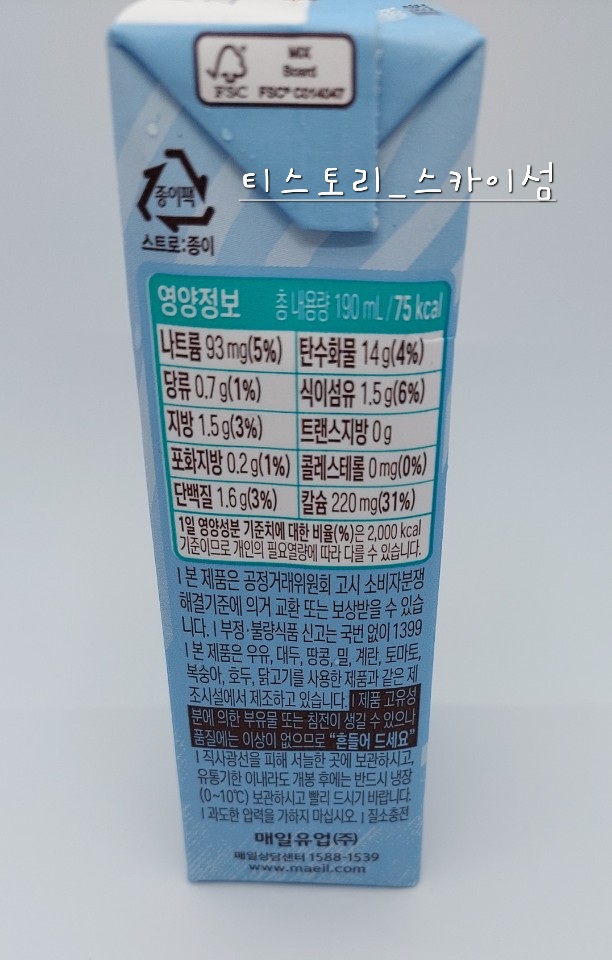 FSC
MIX
Board
FSC® C014047
종이팩
스트로:종이
티스토리_스카이섬
영양정보 총 내용량 190 mL / 75 kcal
나트륨 93 mg(5%) 탄수화물 14 g(4%)
당류 0.7 g(1%) 식이섬유 1.5 g(6%)
지방 1.5 g(3%) 트랜스지방 0 g
포화지방 0.2 g(1%) 콜레스테롤 0 mg(0%)
단백질 1.6 g(3%) 칼슘 220 mg(31%)
1일 영양성분 기준치에 대한 비율(%)은 2,000 kcal
기준이므로 개인의 필요열량에 따라 다를 수 있습니다.
| 본 제품은 공정거래위원회 고시 소비자분쟁
해결기준에 의거 교환 또는 보상받을 수 있습
니다. | 부정·불량식품 신고는 국번 없이 1399
| 본 제품은 우유, 대두, 땅콩, 밀, 계란, 토마토,
복숭아, 호두, 닭고기를 사용한 제품과 같은 제
조시설에서 제조하고 있습니다. | 제품 고유성
분에 의한 부유물 또는 침전이 생길 수 있으나
품질에는 이상이 없으므로 “흔들어 드세요”
| 직사광선을 피해 서늘한 곳에 보관하시고,
유통기한 이내라도 개봉 후에는 반드시 냉장
(0~10℃) 보관하시고 빨리 드시기 바랍니다.
| 과도한 압력을 가하지 마십시오. | 질소충전
매일유업(주)
매일상담센터 1588-1539
www.maeil.com